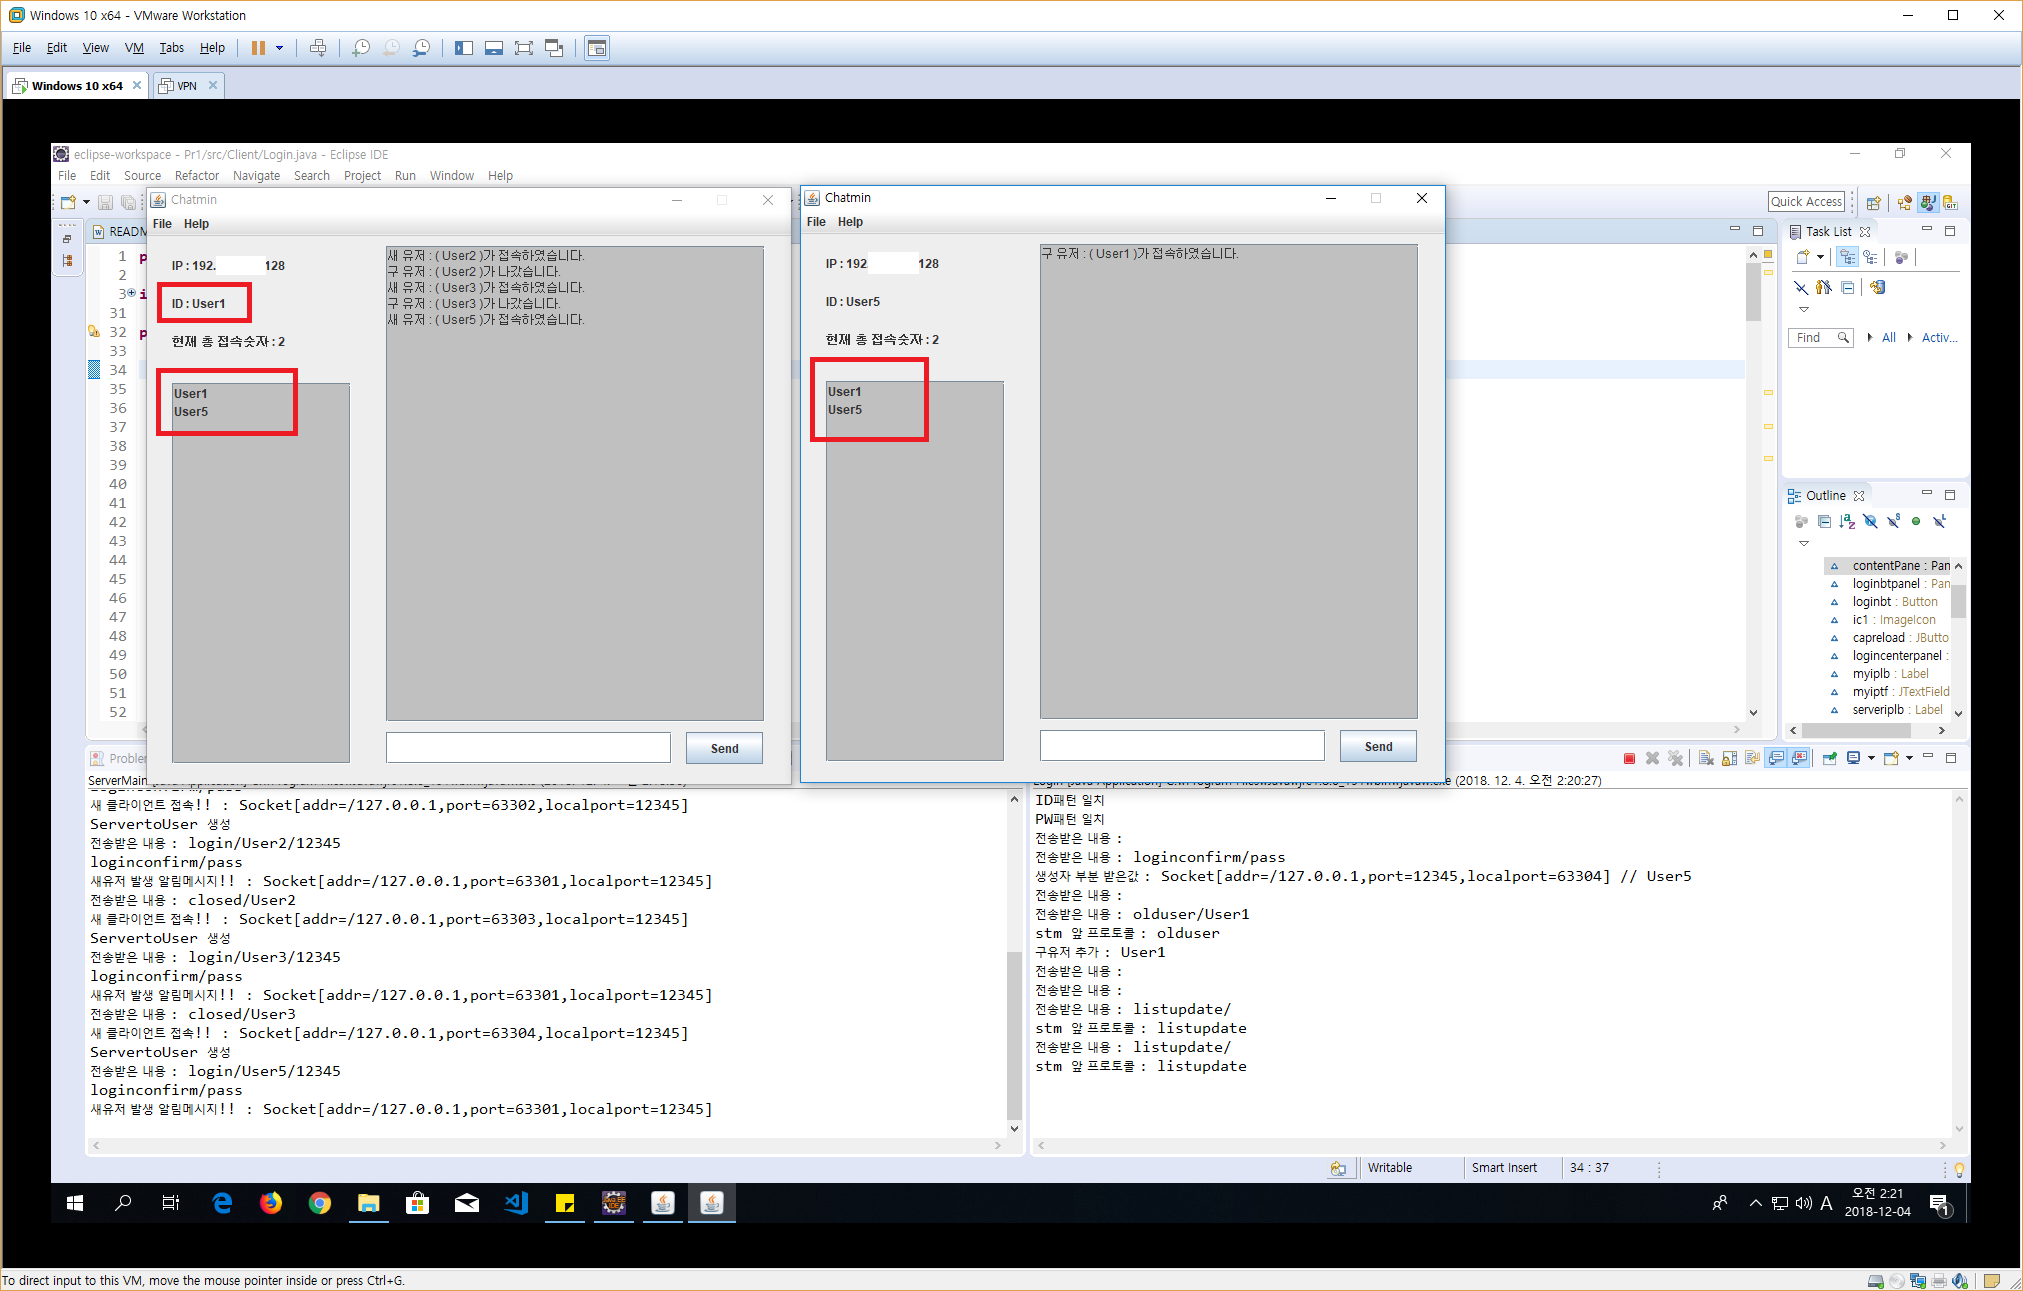 Windows 10 x64 - VMware Workstation
File Edit View VM Tabs Help
Windows 10 x64 VPN
eclipse-workspace - Pr1/src/Client/Login.java - Eclipse IDE
File Edit Source Refactor Navigate Search Project Run Window Help
Quick Access
READM
1 p
2
3 i
31
32 p
33
34
35
36
37
38
39
40
41
42
43
44
45
46
47
48
49
50
51
52
Chatmin
File Help
IP : 192. 128
ID : User1
현재 총 접속숫자 : 2
User1
User5
새 유저 : ( User2 )가 접속하였습니다.
구 유저 : ( User2 )가 나갔습니다.
새 유저 : ( User3 )가 접속하였습니다.
구 유저 : ( User3 )가 나갔습니다.
새 유저 : ( User5 )가 접속하였습니다.
Send
Chatmin
File Help
IP : 192 128
ID : User5
현재 총 접속숫자 : 2
User1
User5
구 유저 : ( User1 )가 접속하였습니다.
Send
Task List
Find All Activ...
Outline
contentPane : Pan
loginbtpanel : Pan
loginbt : Button
ic1 : ImageIcon
capreload : JButto
logincenterpanel :
myiplb : Label
myiptf : JTextField
serveriplb : Label
Problem
ServerMain
loginconfirm/pass
새 클라이언트 접속!! : Socket[addr=/127.0.0.1,port=63302,localport=12345]
ServertoUser 생성
전송받은 내용 : login/User2/12345
loginconfirm/pass
새유저 발생 알림메시지!! : Socket[addr=/127.0.0.1,port=63301,localport=12345]
전송받은 내용 : closed/User2
새 클라이언트 접속!! : Socket[addr=/127.0.0.1,port=63303,localport=12345]
ServertoUser 생성
전송받은 내용 : login/User3/12345
loginconfirm/pass
새유저 발생 알림메시지!! : Socket[addr=/127.0.0.1,port=63301,localport=12345]
전송받은 내용 : closed/User3
새 클라이언트 접속!! : Socket[addr=/127.0.0.1,port=63304,localport=12345]
ServertoUser 생성
전송받은 내용 : login/User5/12345
loginconfirm/pass
새유저 발생 알림메시지!! : Socket[addr=/127.0.0.1,port=63301,localport=12345]
(2018. 12. 4. 오전 2:20:27)
ID패턴 일치
PW패턴 일치
전송받은 내용 :
전송받은 내용 : loginconfirm/pass
생성자 부분 받은값 : Socket[addr=/127.0.0.1,port=12345,localport=63304] // User5
전송받은 내용 :
전송받은 내용 : olduser/User1
stm 앞 프로토콜 : olduser
구유저 추가 : User1
전송받은 내용 :
전송받은 내용 :
전송받은 내용 : listupdate/
stm 앞 프로토콜 : listupdate
전송받은 내용 : listupdate/
stm 앞 프로토콜 : listupdate
Writable Smart Insert 34 : 37
A 오전 2:21
2018-12-04
1
To direct input to this VM, move the mouse pointer inside or press Ctrl+G.